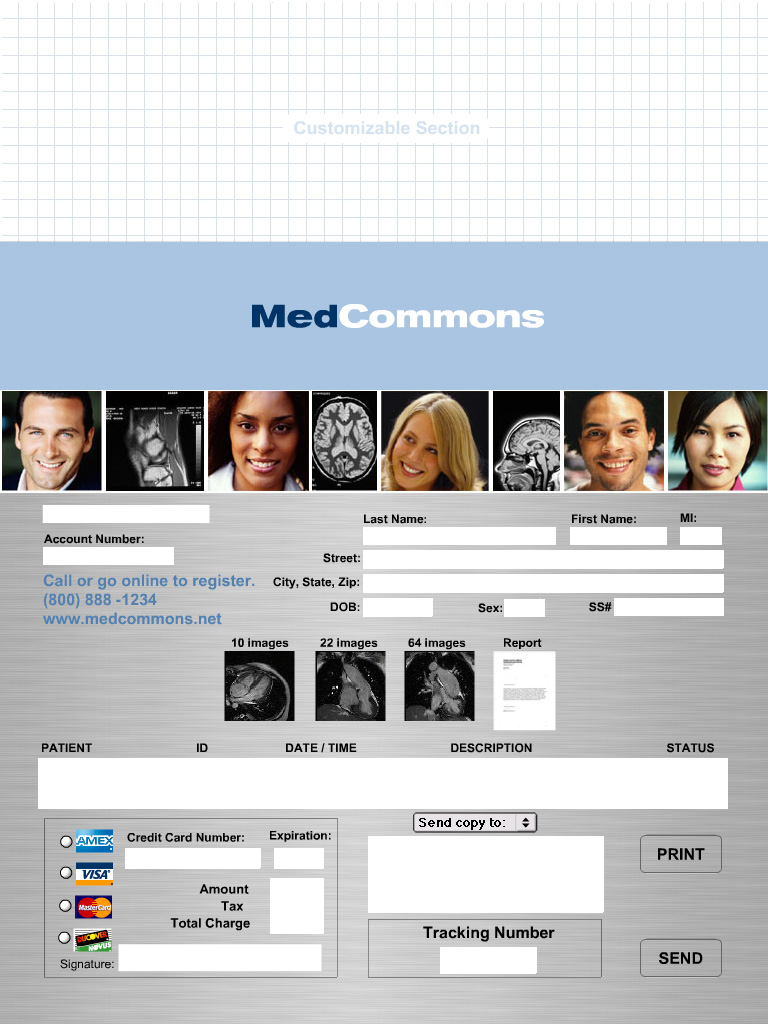 Customizable Section
MedCommons
Last Name:
First Name:
MI:
Account Number:
Street:
Call or go online to register.
City, State, Zip:
(800) 888 -1234
DOB:
Sex:
SS#
www.medcommons.net
10 images
22 images
64 images
Report
PATIENT
ID
DATE / TIME
DESCRIPTION
STATUS
Send copy to:
AMEX
Credit Card Number:
Expiration:
VISA
PRINT
Amount
MasterCard
Tax
Total Charge
Tracking Number
NOVUS
Signature:
SEND